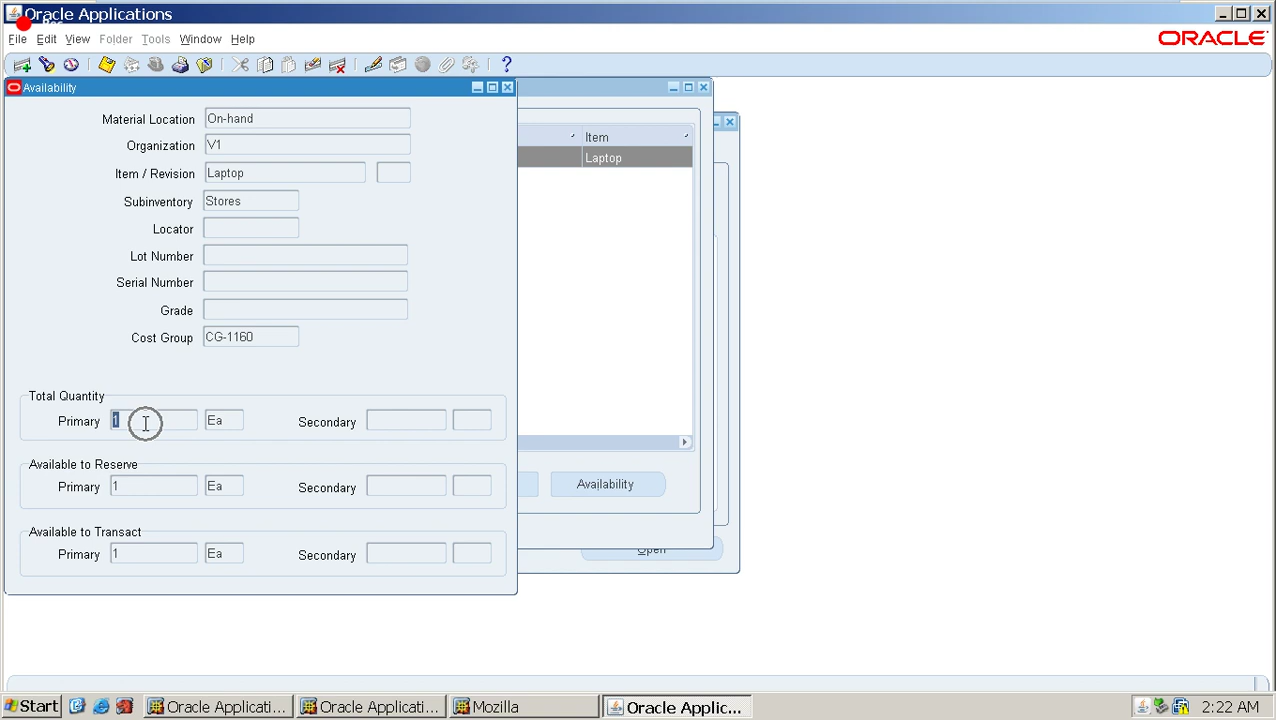 Oracle Applications
File Edit View Folder Tools Window Help
ORACLE
Availability
Material Location On-hand
Organization V1
Item / Revision Laptop
Subinventory Stores
Locator
Lot Number
Serial Number
Grade
Cost Group CG-1160
Item
Laptop
Total Quantity
Primary 1 Ea Secondary
Available to Reserve
Primary 1 Ea Secondary
Available to Transact
Primary 1 Ea Secondary
Availability
Open
Start Oracle Applicati... Oracle Applicati... Mozilla Oracle Applic... 2:22 AM